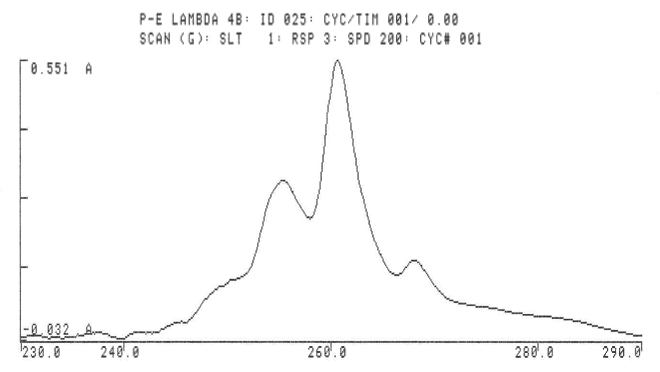 P-E LAMBDA 4B: ID 025: CYC/TIM 001/ 0.00
SCAN (G): SLT 1: RSP 3: SPD 200: CYC# 001
0.551 A
-0.032 A
230.0 240.0 260.0 280.0 290.0